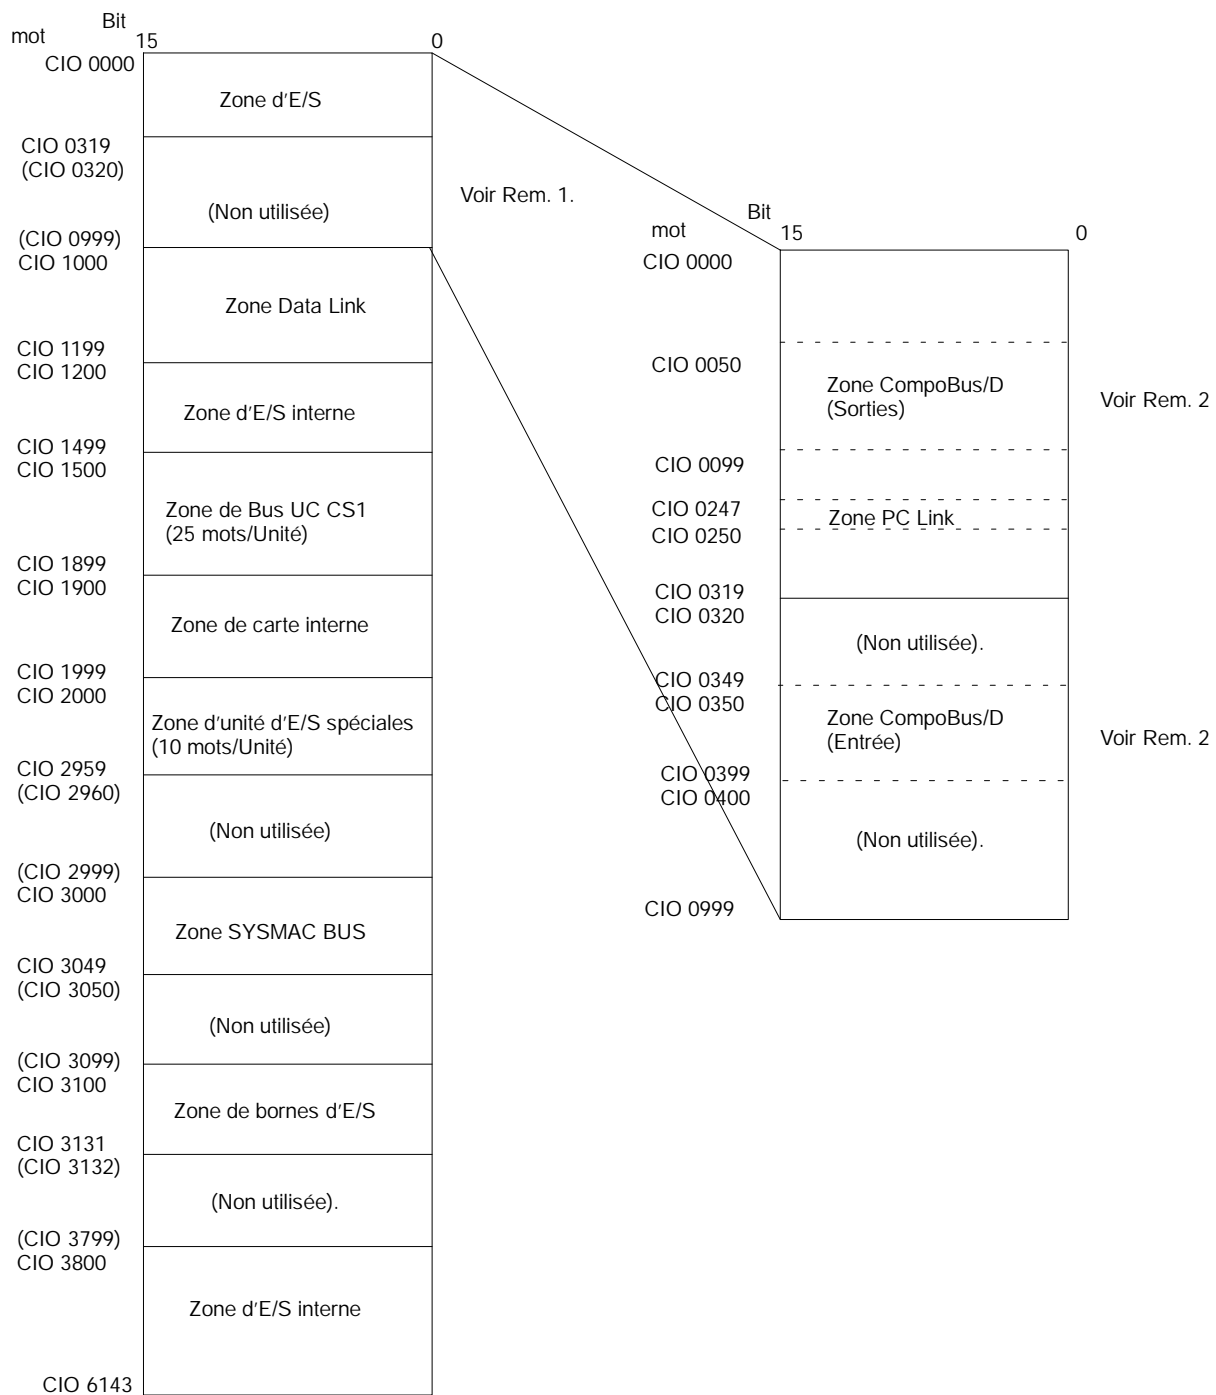 Bit
mot
15
0
CIO 0000
Zone d'E/S
CIO 0319
(CIO 0320)
(Non utilisée)
Voir Rem. 1.
(CIO 0999)
CIO 1000
Zone Data Link
CIO 1199
CIO 1200
Zone d'E/S interne
CIO 1499
CIO 1500
Zone de Bus UC CS1
(25 mots/Unité)
CIO 1899
CIO 1900
Zone de carte interne
CIO 1999
CIO 2000
Zone d'unité d'E/S spéciales
(10 mots/Unité)
CIO 2959
(CIO 2960)
(Non utilisée)
(CIO 2999)
CIO 3000
Zone SYSMAC BUS
CIO 3049
(CIO 3050)
(Non utilisée)
(CIO 3099)
CIO 3100
Zone de bornes d'E/S
CIO 3131
(CIO 3132)
(Non utilisée).
(CIO 3799)
CIO 3800
Zone d'E/S interne
CIO 6143
Bit
mot
15
0
CIO 0000
CIO 0050
Zone CompoBus/D
(Sorties)
Voir Rem. 2
CIO 0099
CIO 0247
Zone PC Link
CIO 0250
CIO 0319
CIO 0320
(Non utilisée).
CIO 0349
CIO 0350
Zone CompoBus/D
(Entrée)
Voir Rem. 2
CIO 0399
CIO 0400
(Non utilisée).
CIO 0999